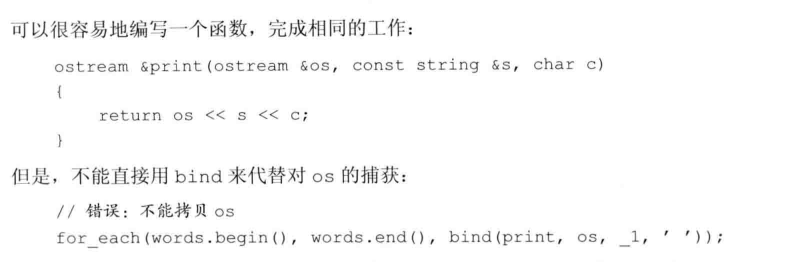 可以很容易地编写一个函数，完成相同的工作：
ostream &print(ostream &os, const string &s, char c)
{
return os << s << c;
}
但是，不能直接用 bind 来代替对 os 的捕获：
// 错误：不能拷贝 os
for_each(words.begin(), words.end(), bind(print, os, _1, ' '));